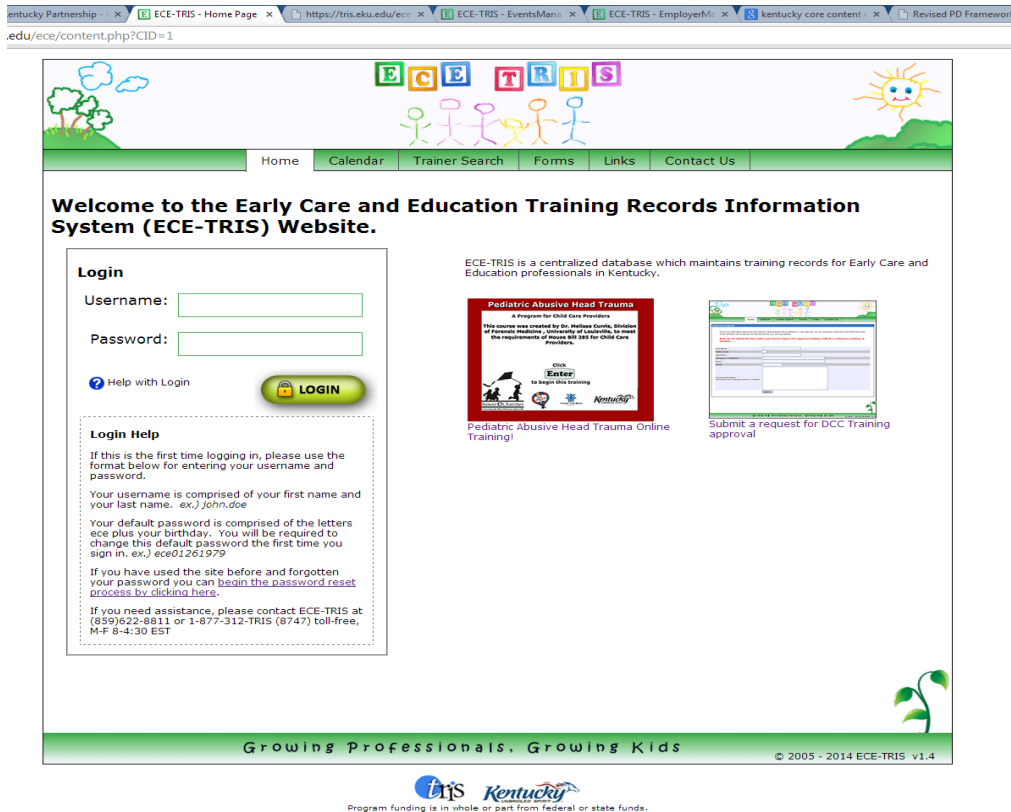 entucky Partnership - 
ECE-TRIS - Home Page
https://tris.eku.edu/ece
ECE-TRIS - EventsMana
ECE-TRIS - EmployerMa
kentucky core content
Revised PD Framework
.edu/ece/content.php?CID=1
ECE TRIS
Home Calendar Trainer Search Forms Links Contact Us
Welcome to the Early Care and Education Training Records Information
System (ECE-TRIS) Website.
Login
Username:
Password:
Help with Login
LOGIN
Login Help
If this is the first time logging in, please use the
format below for entering your username and
password.
Your username is comprised of your first name and
your last name. ex.) john.doe
Your default password is comprised of the letters
ece plus your birthday. You will be required to
change this default password the first time you
sign in. ex.) ece01261979
If you have used the site before and forgotten
your password you can begin the password reset
process by clicking here.
If you need assistance, please contact ECE-TRIS at
(859)622-8811 or 1-877-312-TRIS (8747) toll-free,
M-F 8-4:30 EST
ECE-TRIS is a centralized database which maintains training records for Early Care and
Education professionals in Kentucky.
Pediatric Abusive Head Trauma
A Program for Child Care
Providers
This course was created by Dr. Melissa Currie, Division
of Forensic Medicine , University of Louisville, to meet
the requirements of House Bill 285 for Child Care
Providers.
Click
Enter
to begin this training
Kentucky
Pediatric Abusive Head Trauma Online
Training!
Submit a request for DCC Training
approval
Growing Professionals, Growing Kids
© 2005 - 2014 ECE-TRIS v1.4
tris
Kentucky
UNBRIDLED SPIRIT
Program funding is in whole or part from federal or state funds.